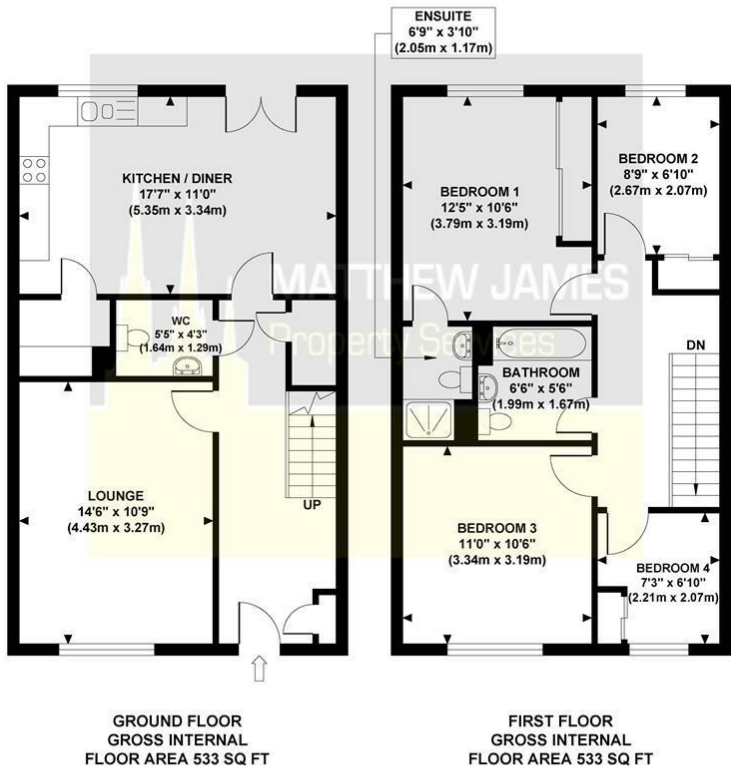 ENSUITE
6'9" x 3'10"
(2.05m x 1.17m)
KITCHEN / DINER
17'7" x 11'0"
(5.35m x 3.34m)
BEDROOM 1
12'5" x 10'6"
(3.79m x 3.19m)
BEDROOM 2
8'9" x 6'10"
(2.67m x 2.07m)
MATTHEW JAMES
Property Services
WC
5'5" x 4'3"
(1.64m x 1.29m)
BATHROOM
6'6" x 5'6"
(1.99m x 1.67m)
DN
LOUNGE
14'6" x 10'9"
(4.43m x 3.27m)
UP
BEDROOM 3
11'0" x 10'6"
(3.34m x 3.19m)
BEDROOM 4
7'3" x 6'10"
(2.21m x 2.07m)
GROUND FLOOR
GROSS INTERNAL
FLOOR AREA 533 SQ FT
FIRST FLOOR
GROSS INTERNAL
FLOOR AREA 533 SQ FT